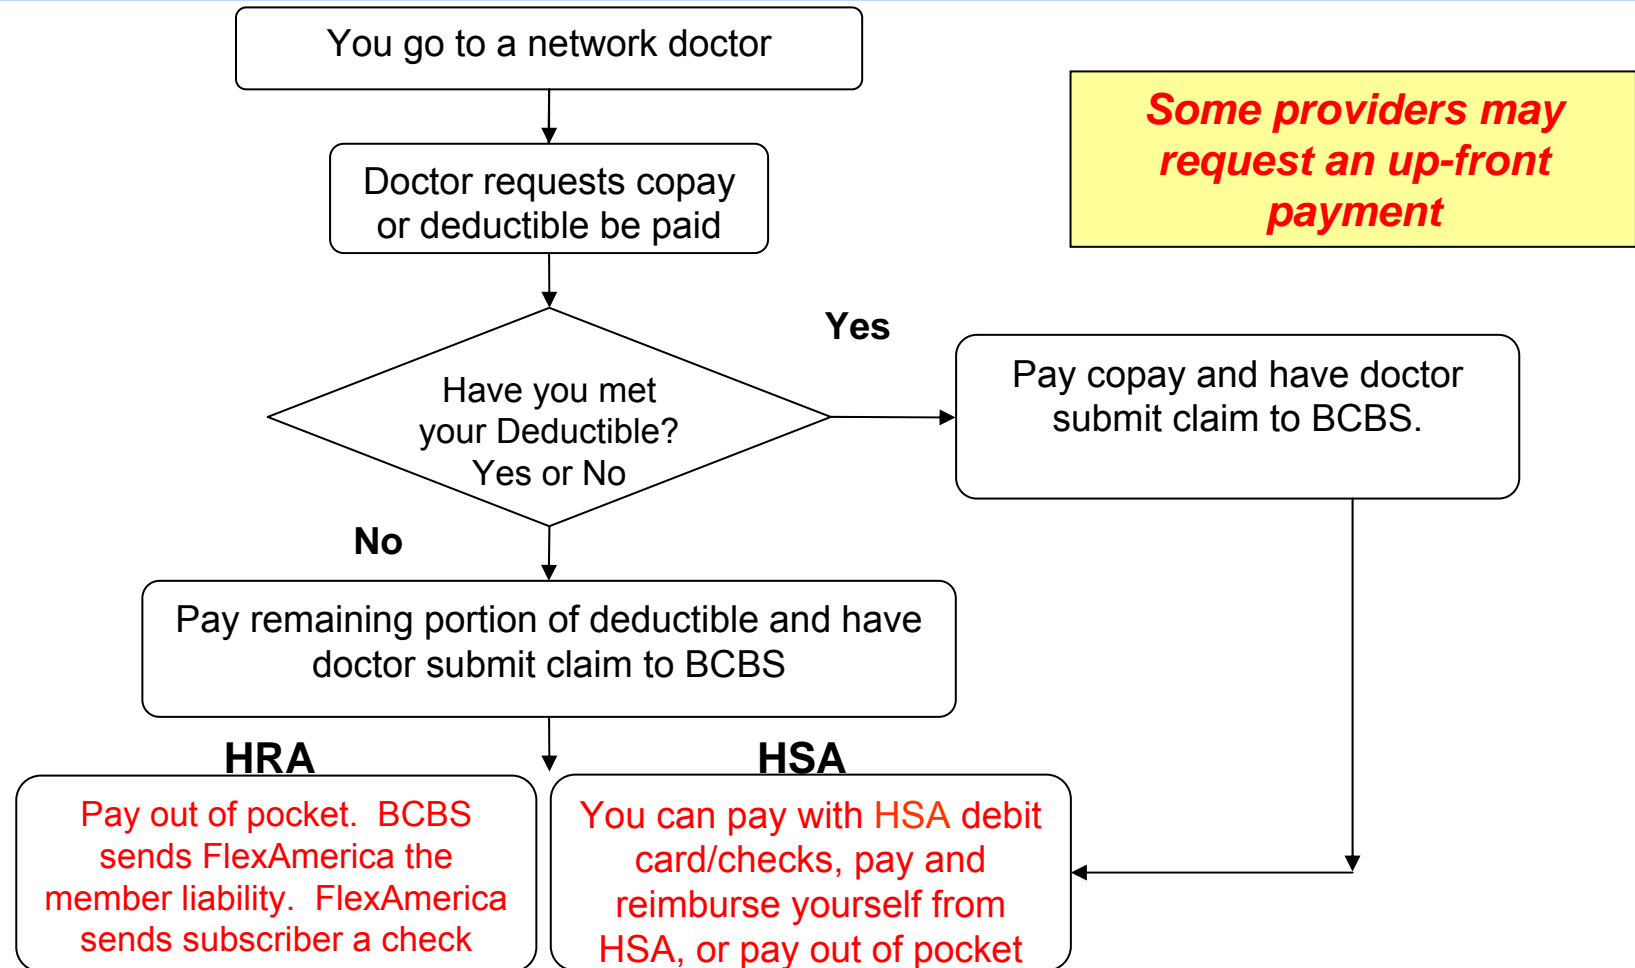 You go to a network doctor
Some providers may
request an up-front
payment
Doctor requests copay
or deductible be paid
Have you met
your Deductible?
Yes or No
Yes
Pay copay and have doctor
submit claim to BCBS.
No
Pay remaining portion of deductible and have
doctor submit claim to BCBS
HRA
Pay out of pocket.  BCBS
sends FlexAmerica the
member liability.  FlexAmerica
sends subscriber a check
HSA
You can pay with HSA debit
card/checks, pay and
reimburse yourself from
HSA, or pay out of pocket